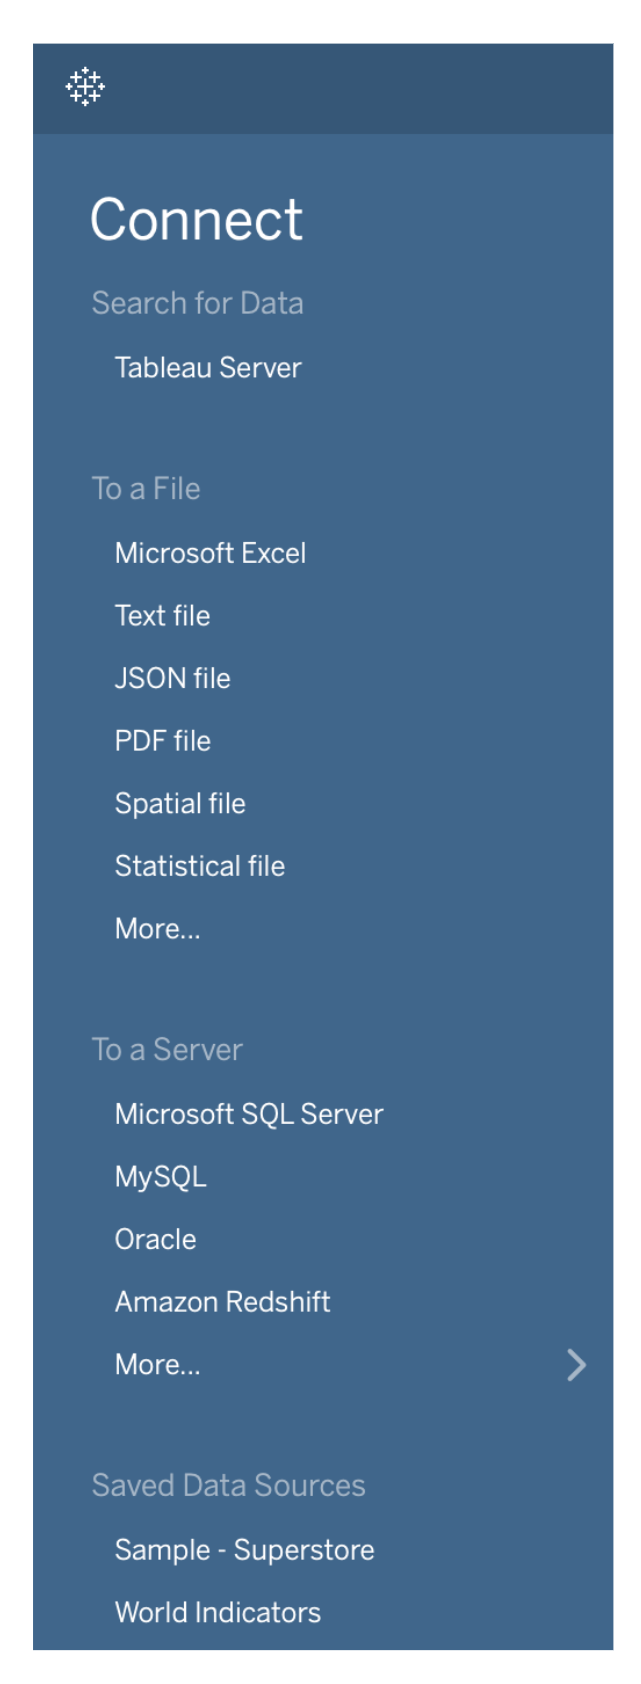 Connect
Search for Data
Tableau Server
To a File
Microsoft Excel
Text file
JSON file
PDF file
Spatial file
Statistical file
More...
To a Server
Microsoft SQL Server
MySQL
Oracle
Amazon Redshift
More...
Saved Data Sources
Sample - Superstore
World Indicators